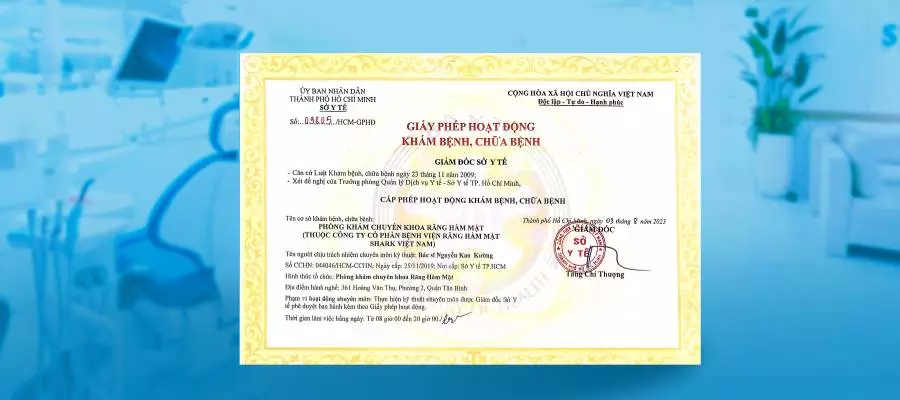 ỦY BAN NHÂN DÂN
THÀNH PHỐ HỒ CHÍ MINH
SỞ Y TẾ
Số: 09805/HCM-GPHĐ
CỘNG HÒA XÃ HỘI CHỦ NGHĨA VIỆT NAM
Độc lập - Tự do - Hạnh phúc
GIẤY PHÉP HOẠT ĐỘNG
KHÁM BỆNH, CHỮA BỆNH
GIÁM ĐỐC SỞ Y TẾ
- Căn cứ Luật Khám bệnh, chữa bệnh ngày 23 tháng 11 năm 2009;
- Xét đề nghị của Trưởng phòng Quản lý Dịch vụ Y tế - Sở Y tế TP. Hồ Chí Minh,
CẤP PHÉP HOẠT ĐỘNG KHÁM BỆNH, CHỮA BỆNH
Tên cơ sở khám bệnh, chữa bệnh:
PHÒNG KHÁM CHUYÊN KHOA RĂNG HÀM MẶT
(THUỘC CÔNG TY CỔ PHẦN BỆNH VIỆN RĂNG HÀM MẶT
SHARK VIỆT NAM)
Tên người chịu trách nhiệm chuyên môn kỹ thuật: Bác sĩ Nguyễn Kao Kường
Số CCHN: 044046/HCM-CCHN; Ngày cấp: 25/11/2019; Nơi cấp: Sở Y tế TP.HCM
Hình thức tổ chức: Phòng khám chuyên khoa Răng Hàm Mặt
Địa điểm hành nghề: 361 Hoàng Văn Thụ, Phường 2, Quận Tân Bình
Phạm vi hoạt động chuyên môn: Thực hiện kỹ thuật chuyên môn được Giám đốc Sở Y
tế phê duyệt ban hành kèm theo Giấy phép hoạt động.
Thời gian làm việc hằng ngày: Từ 08 giờ 00 đến 20 giờ 00
Thành phố Hồ Chí Minh, ngày 03 tháng 8 năm 2023
GIÁM ĐỐC
SỞ
Y TẾ
Tăng Chí Thượng
OF HEALTH
S